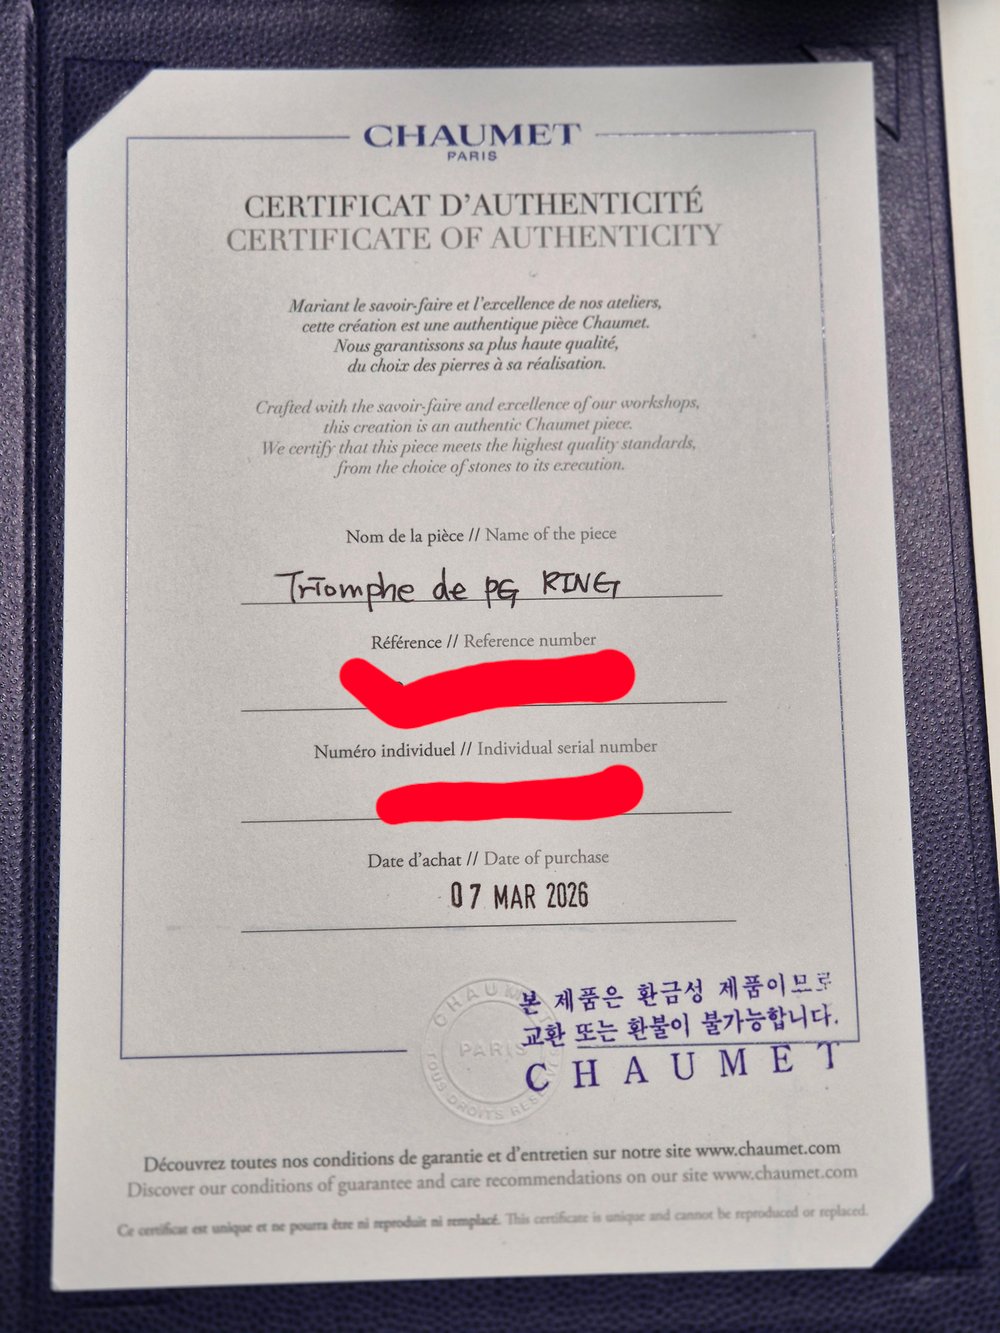 CHAUMET
PARIS
CERTIFICAT D'AUTHENTICITÉ
CERTIFICATE OF AUTHENTICITY
Mariant le savoir-faire et l'excellence de nos ateliers,
cette création est une authentique pièce Chaumet.
Nous garantissons sa plus haute qualité,
du choix des pierres à sa réalisation.
Crafted with the savoir-faire and excellence of our workshops,
this creation is an authentic Chaumet piece.
We certify that this piece meets the highest quality standards,
from the choice of stones to its execution.
Nom de la pièce // Name of the piece
Triomphe de PG RING
Référence // Reference number
Numéro individuel // Individual serial number
Date d'achat // Date of purchase
07 MAR 2026
CHAUMET
PARIS
TOUS DROITS RESERVES
본 제품은 환금성 제품이므로
교환 또는 환불이 불가능합니다.
CHAUMET
Découvrez toutes nos conditions de garantie et d'entretien sur notre site www.chaumet.com
Discover our conditions of guarantee and care recommendations on our site www.chaumet.com
Ce certificat est unique et ne pourra être ni reproduit ni remplacé. This certificate is unique and cannot be reproduced or replaced.